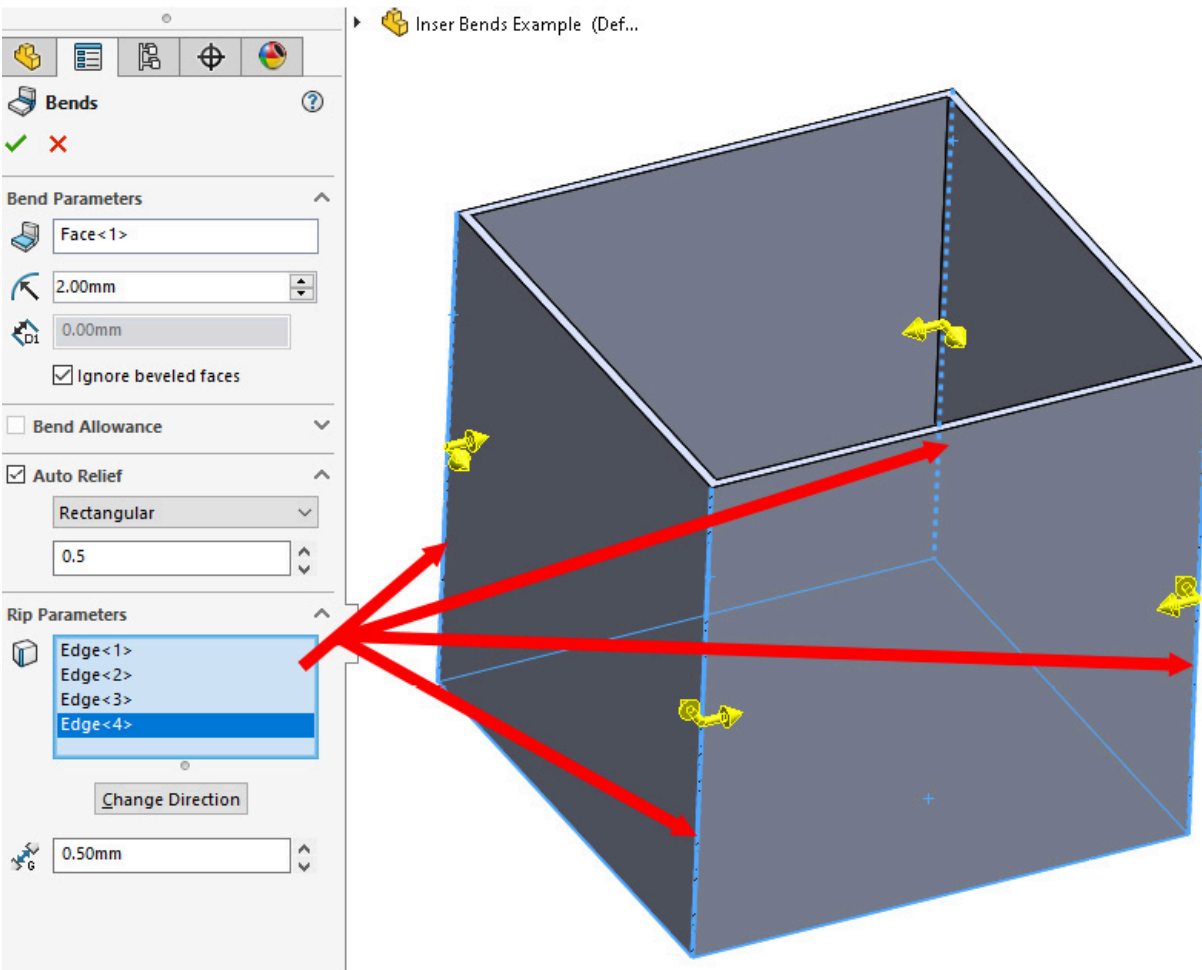 Inser Bends Example (Def...
Bends
Bend Parameters
Face<1>
2.00mm
D1
0.00mm
Ignore beveled faces
Bend Allowance
Auto Relief
Rectangular
0.5
Rip Parameters
Edge<1>
Edge<2>
Edge<3>
Edge<4>
Change Direction
G
0.50mm